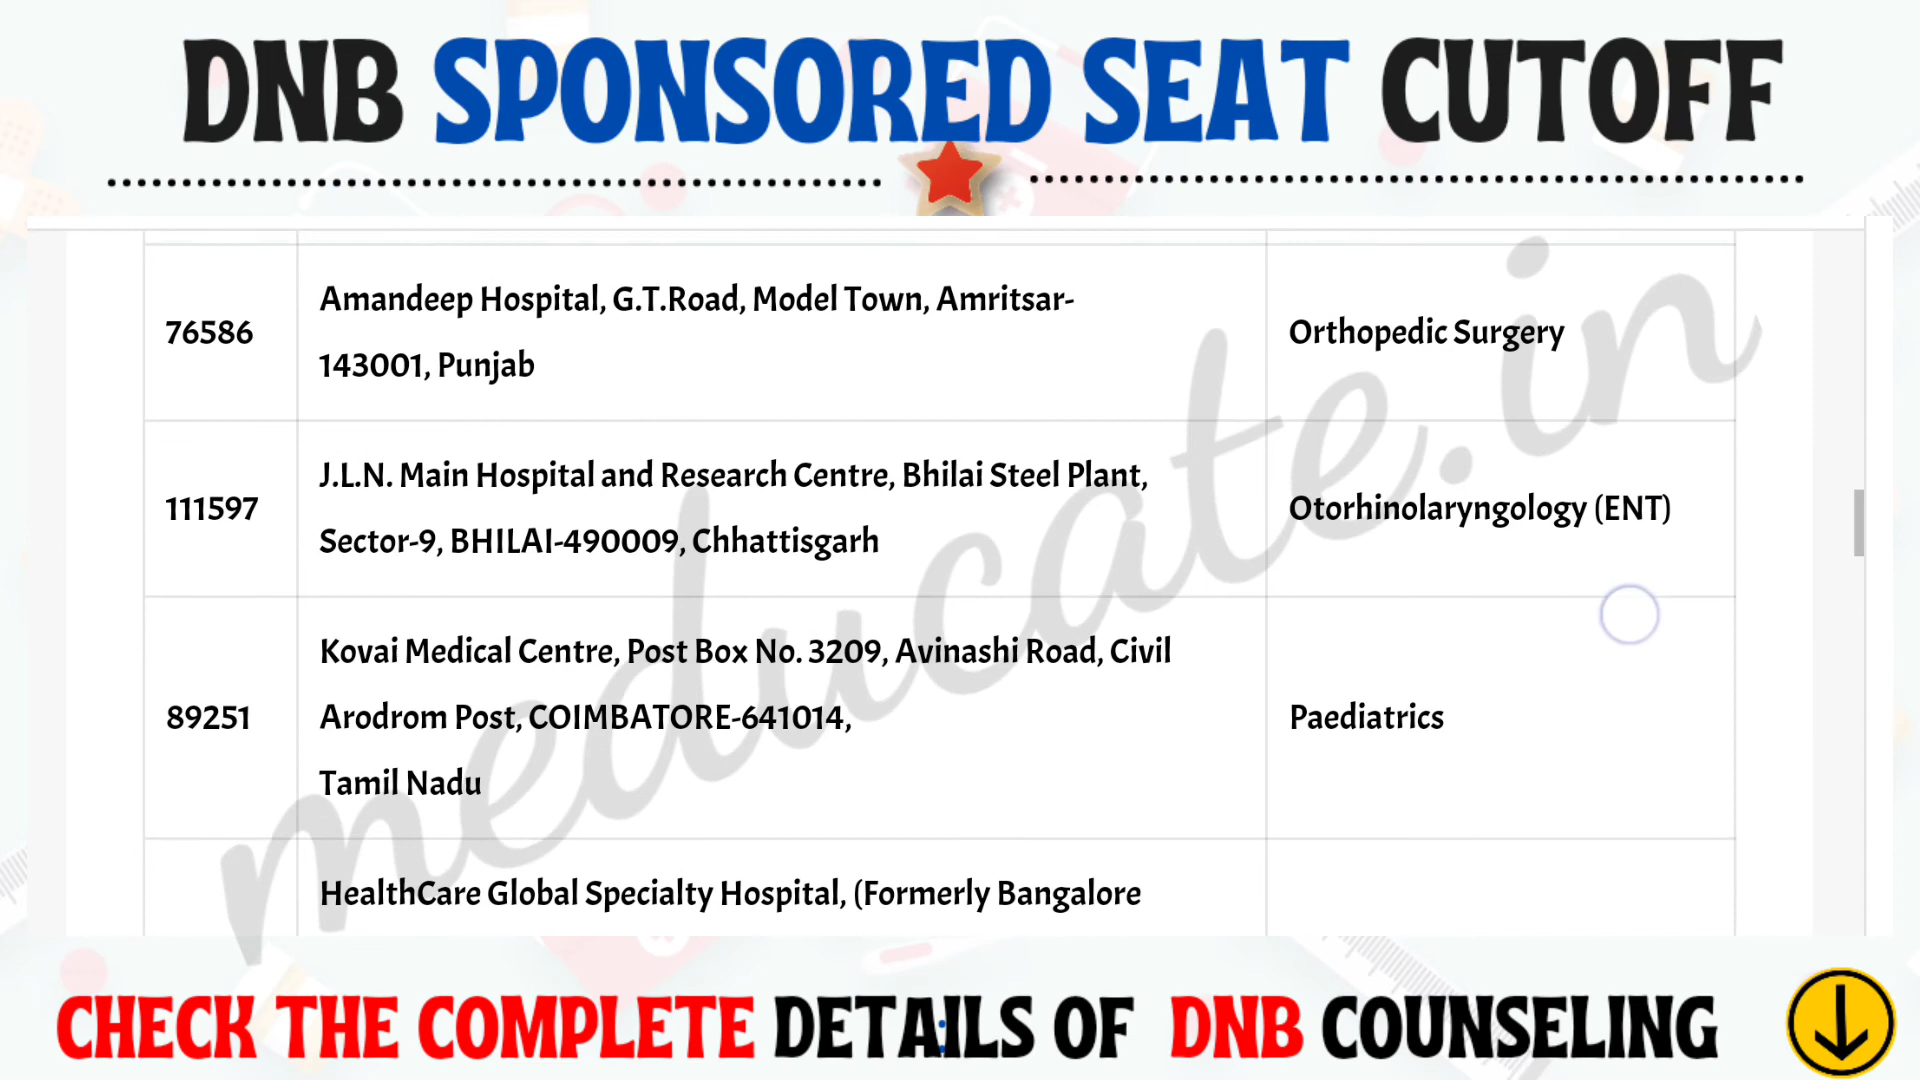 DNB SPONSORED SEAT CUTOFF
76586
Amandeep Hospital, G.T.Road, Model Town, Amritsar-
143001, Punjab
Orthopedic Surgery
111597
J.L.N. Main Hospital and Research Centre, Bhilai Steel Plant,
Sector-9, BHILAI-490009, Chhattisgarh
Otorhinolaryngology (ENT)
89251
Kovai Medical Centre, Post Box No. 3209, Avinashi Road, Civil
Arodrom Post, COIMBATORE-641014,
Tamil Nadu
Paediatrics
HealthCare Global Specialty Hospital, (Formerly Bangalore
meducate.in
CHECK THE COMPLETE DETAILS OF DNB COUNSELING